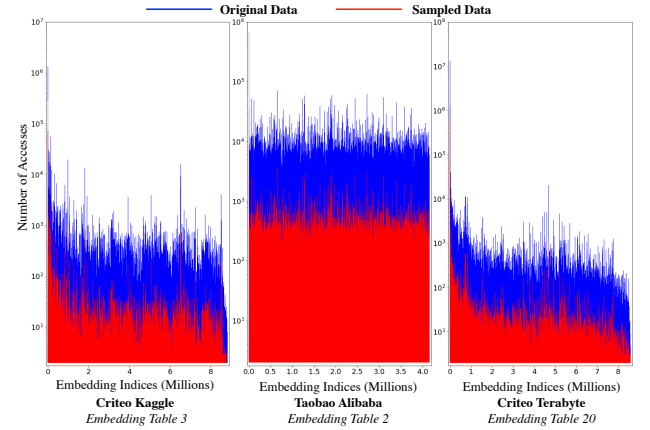 Original Data Sampled Data
Number of Accesses
10^7
10^6
10^5
10^4
10^3
10^2
10^1
0 2 4 6 8
Embedding Indices (Millions)
Criteo Kaggle
Embedding Table 3
10^6
10^5
10^4
10^3
10^2
10^1
0. 0.5 1.0 1.5 2.0 2.5 3.0 3.5 4.0
Embedding Indices (Millions)
Taobao Alibaba
Embedding Table 2
10^8
10^7
10^6
10^5
10^4
10^3
10^2
10^1
0 1 2 3 4 5 6 7 8
Embedding Indices (Millions)
Criteo Terabyte
Embedding Table 20